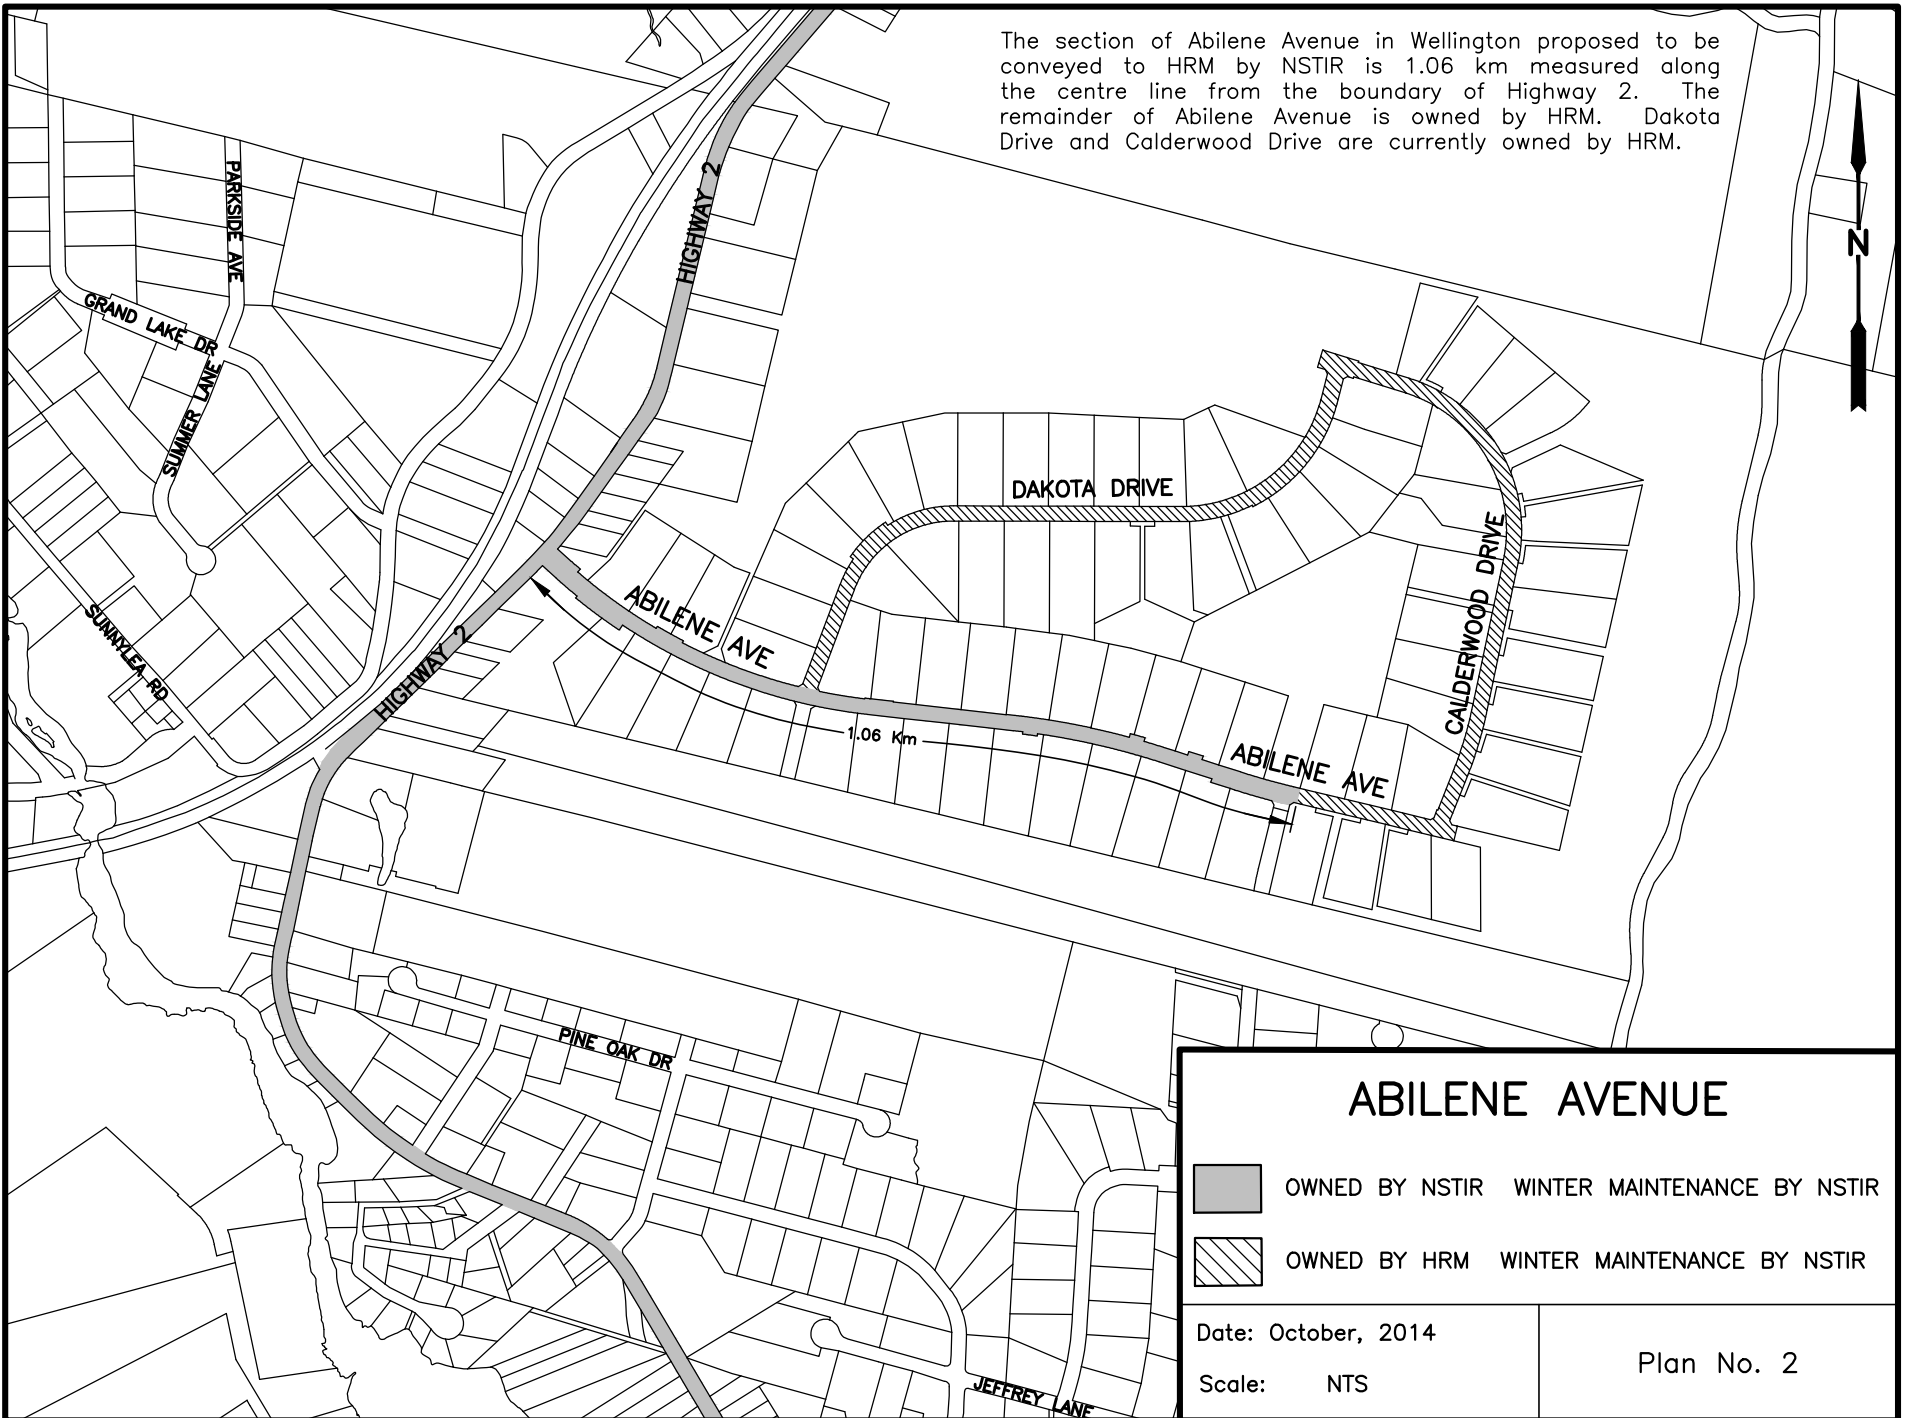 The section of Abilene Avenue in Wellington proposed to be
conveyed to HRM by NSTIR is 1.06 km measured along
the centre line from the boundary of Highway 2. The
remainder of Abilene Avenue is owned by HRM. Dakota
Drive and Calderwood Drive are currently owned by HRM.
N
HIGHWAY 2
PARKSIDE AVE
GRAND LAKE DR
SUMMER LANE
DAKOTA DRIVE
CALDERWOOD DRIVE
ABILENE AVE
SUNNYLEA RD
HIGHWAY 2
1.06 Km
ABILENE AVE
PINE OAK DR
JEFFREY LANE
ABILENE AVENUE
OWNED BY NSTIR WINTER MAINTENANCE BY NSTIR
OWNED BY HRM WINTER MAINTENANCE BY NSTIR
Date: October, 2014
Scale: NTS
Plan No. 2